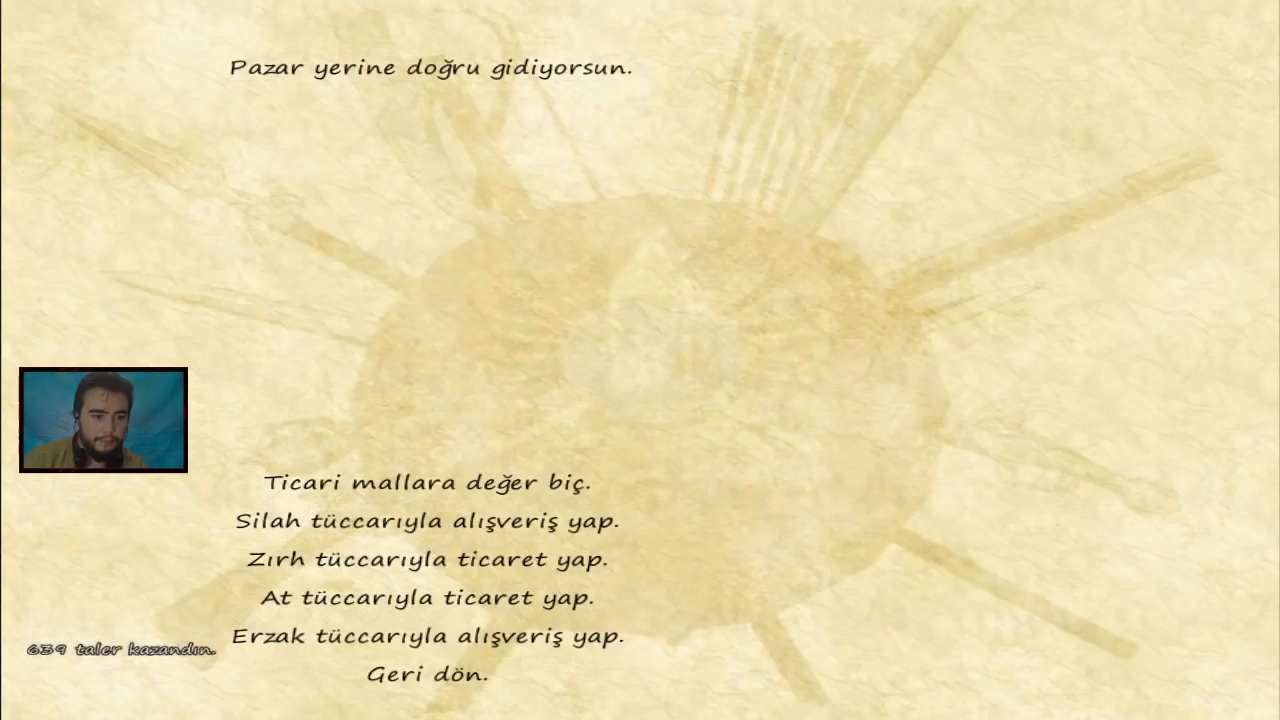 Pazar yerine doğru gidiyorsun.
Ticari mallara değer biç.
Silah tüccarıyla alışveriş yap.
Zırh tüccarıyla ticaret yap.
At tüccarıyla ticaret yap.
Erzak tüccarıyla alışveriş yap.
639 taler kazandın.
Geri dön.